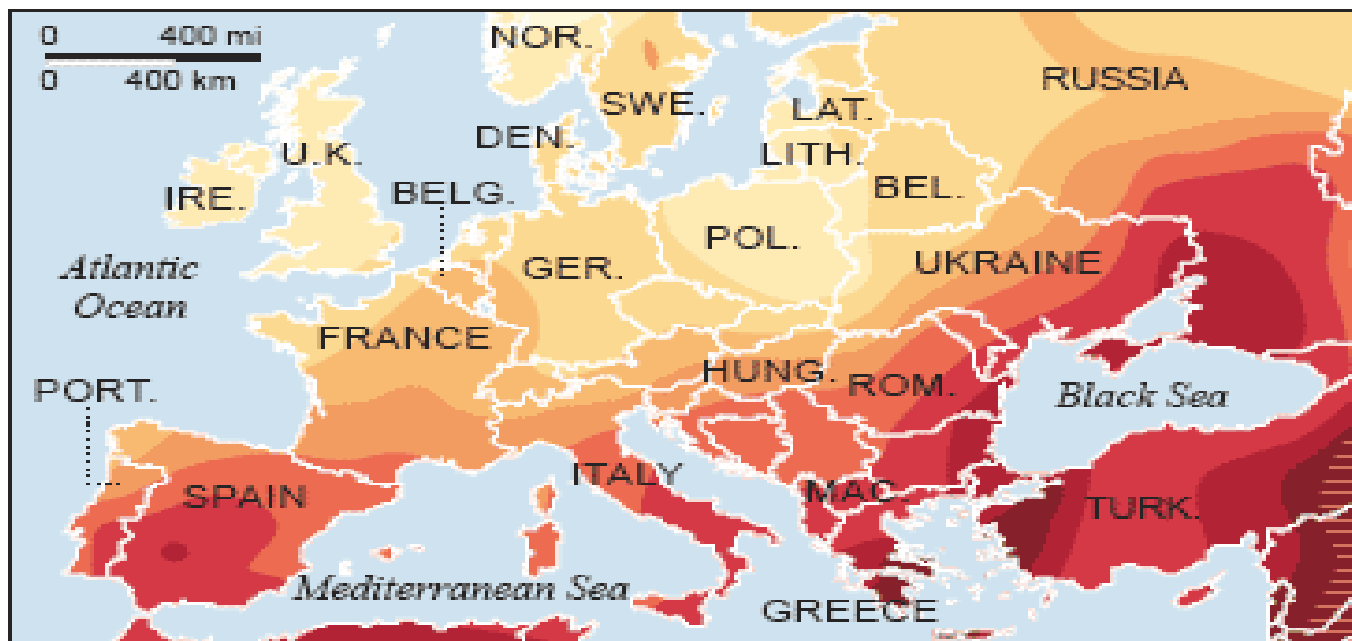 0 400 mi
0 400 km
NOR.
SWE.
RUSSIA
LAT.
DEN.
U.K.
LITH.
IRE.
BELG.
BEL.
POL.
GER.
UKRAINE
Atlantic
Ocean
FRANCE
HUNG.
ROM.
PORT.
Black Sea
SPAIN
ITALY
MAC.
TURK.
Mediterranean Sea
GREECE